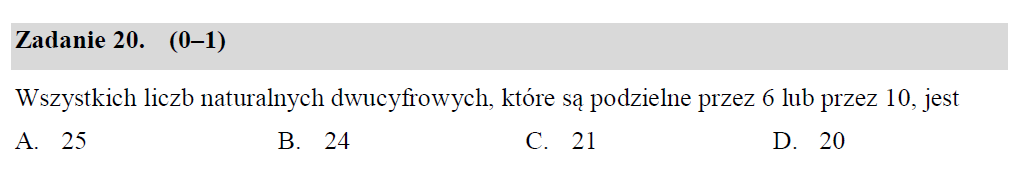 Zadanie 20. (0–1)
Wszystkich liczb naturalnych dwucyfrowych, które są podzielne przez 6 lub przez 10, jest
A. 25 B. 24 C. 21 D. 20